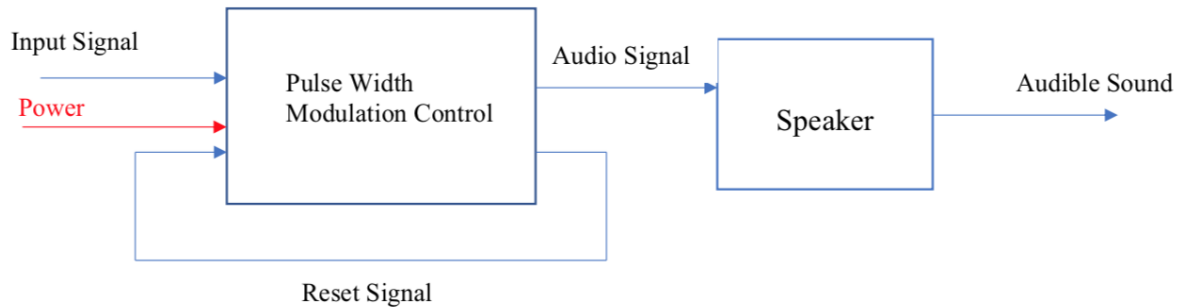 Input Signal
Power
Pulse Width
Modulation Control
Audio Signal
Speaker
Audible Sound
Reset Signal